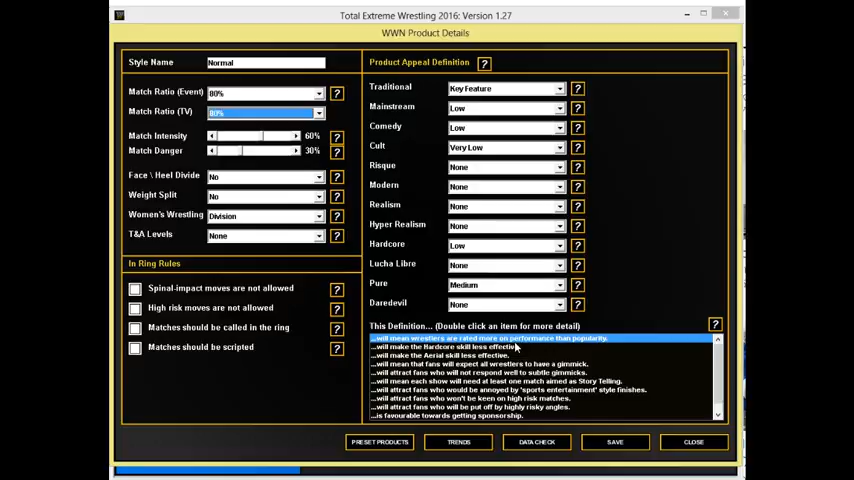 Total Extreme Wrestling 2016: Version 1.27
WWN Product Details
Style Name Normal
Match Ratio (Event) 80% ?
Match Ratio (TV) 80% ?
Match Intensity 60% ?
Match Danger 30% ?
Face \ Heel Divide No ?
Weight Split No ?
Women's Wrestling Division ?
T&A Levels None ?
In Ring Rules
Spinal-impact moves are not allowed ?
High risk moves are not allowed ?
Matches should be called in the ring ?
Matches should be scripted ?
Product Appeal Definition ?
Traditional Key Feature ?
Mainstream Low ?
Comedy Low ?
Cult Very Low ?
Risque None ?
Modern None ?
Realism None ?
Hyper Realism None ?
Hardcore Low ?
Lucha Libre None ?
Pure Medium ?
Daredevil None ?
This Definition... (Double click an item for more detail) ?
...will mean wrestlers are rated more on performance than popularity.
...will make the Hardcore skill less effective.
...will make the Aerial skill less effective.
...will mean that fans will expect all wrestlers to have a gimmick.
...will attract fans who will not respond well to subtle gimmicks.
...will mean each show will need at least one match aimed as Story Telling.
...will attract fans who would be annoyed by 'sports entertainment' style finishes.
...will attract fans who won't be keen on high risk matches.
...will attract fans who will be put off by highly risky angles.
...is favourable towards getting sponsorship.
PRESET PRODUCTS TRENDS DATA CHECK SAVE CLOSE